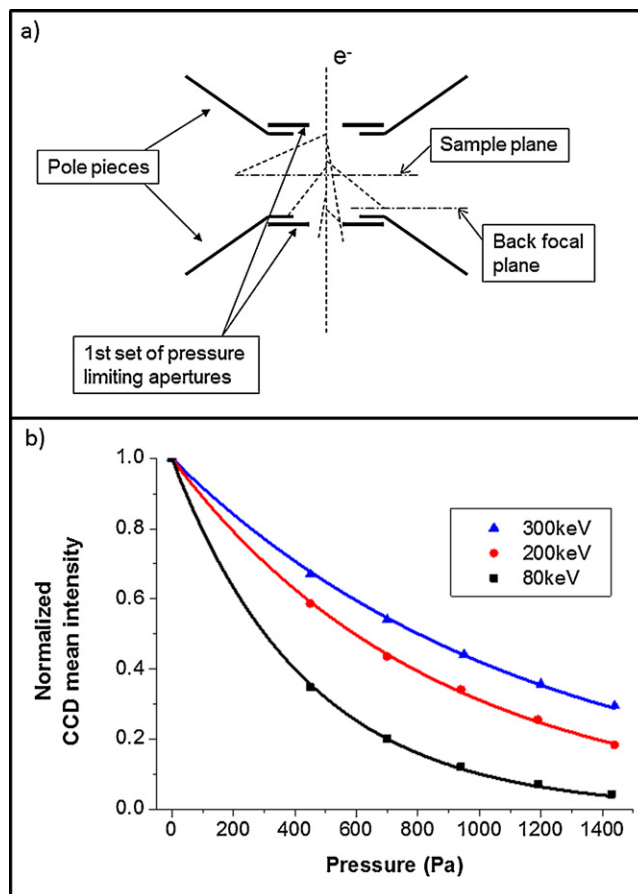 a)
e-
Pole pieces
Sample plane
Back focal
plane
1st set of pressure
limiting apertures
b)
1.0
0.8
0.6
0.4
0.2
0.0
Normalized
CCD mean intensity
300keV
200keV
80keV
0
200
400
600
800
1000
1200
1400
Pressure (Pa)